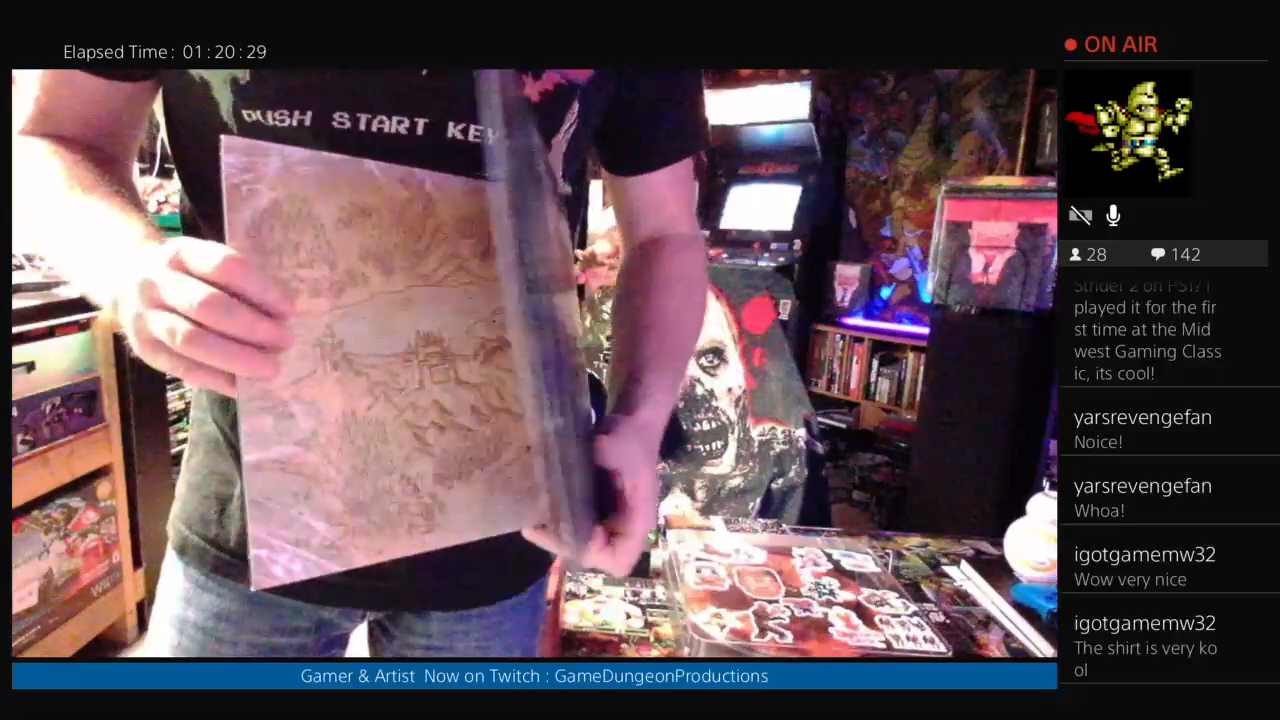 Elapsed Time : 01 : 20 : 29
ON AIR
PUSH START KEY
28 142
Strider 2 on PS1? I
played it for the fir
st time at the Mid
west Gaming Class
ic, its cool!
yarsrevengefan
Noice!
yarsrevengefan
Whoa!
igotgamemw32
Wow very nice
igotgamemw32
The shirt is very ko
ol
Gamer & Artist Now on Twitch : GameDungeonProductions